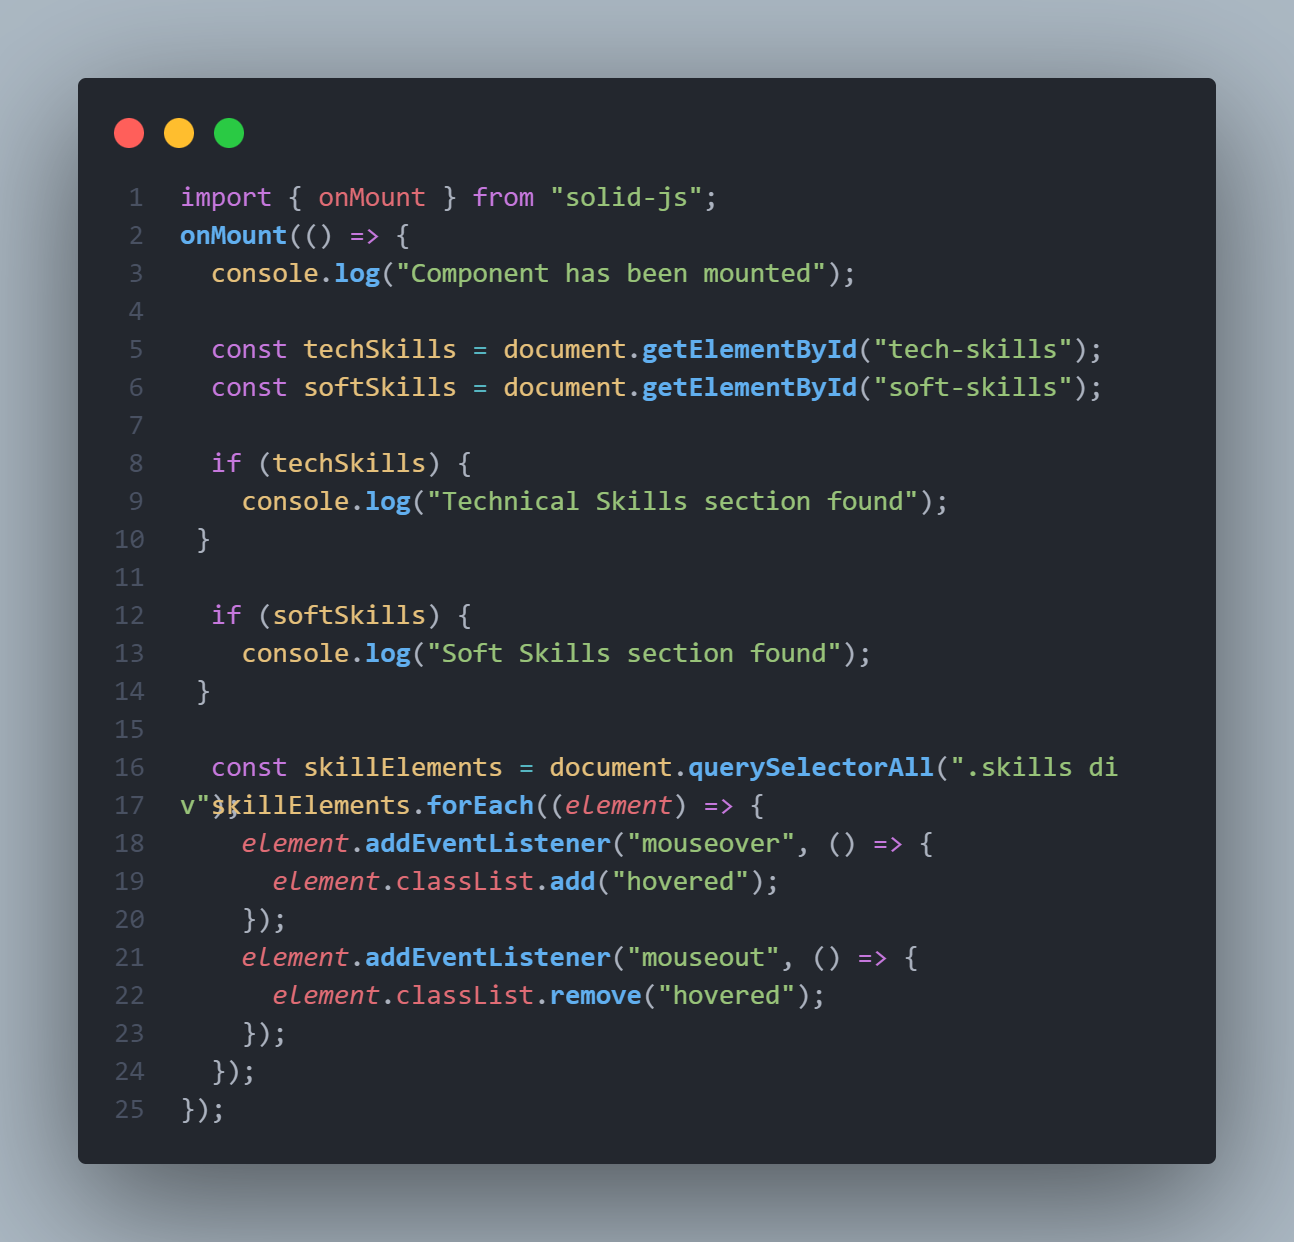 1 import { onMount } from "solid-js";
2 onMount(() => {
3   console.log("Component has been mounted");
4
5   const techSkills = document.getElementById("tech-skills");
6   const softSkills = document.getElementById("soft-skills");
7
8   if (techSkills) {
9     console.log("Technical Skills section found");
10  }
11
12   if (softSkills) {
13     console.log("Soft Skills section found");
14  }
15
16   const skillElements = document.querySelectorAll(".skills di
v");
17   skillElements.forEach((element) => {
18     element.addEventListener("mouseover", () => {
19       element.classList.add("hovered");
20     });
21     element.addEventListener("mouseout", () => {
22       element.classList.remove("hovered");
23     });
24   });
25 });